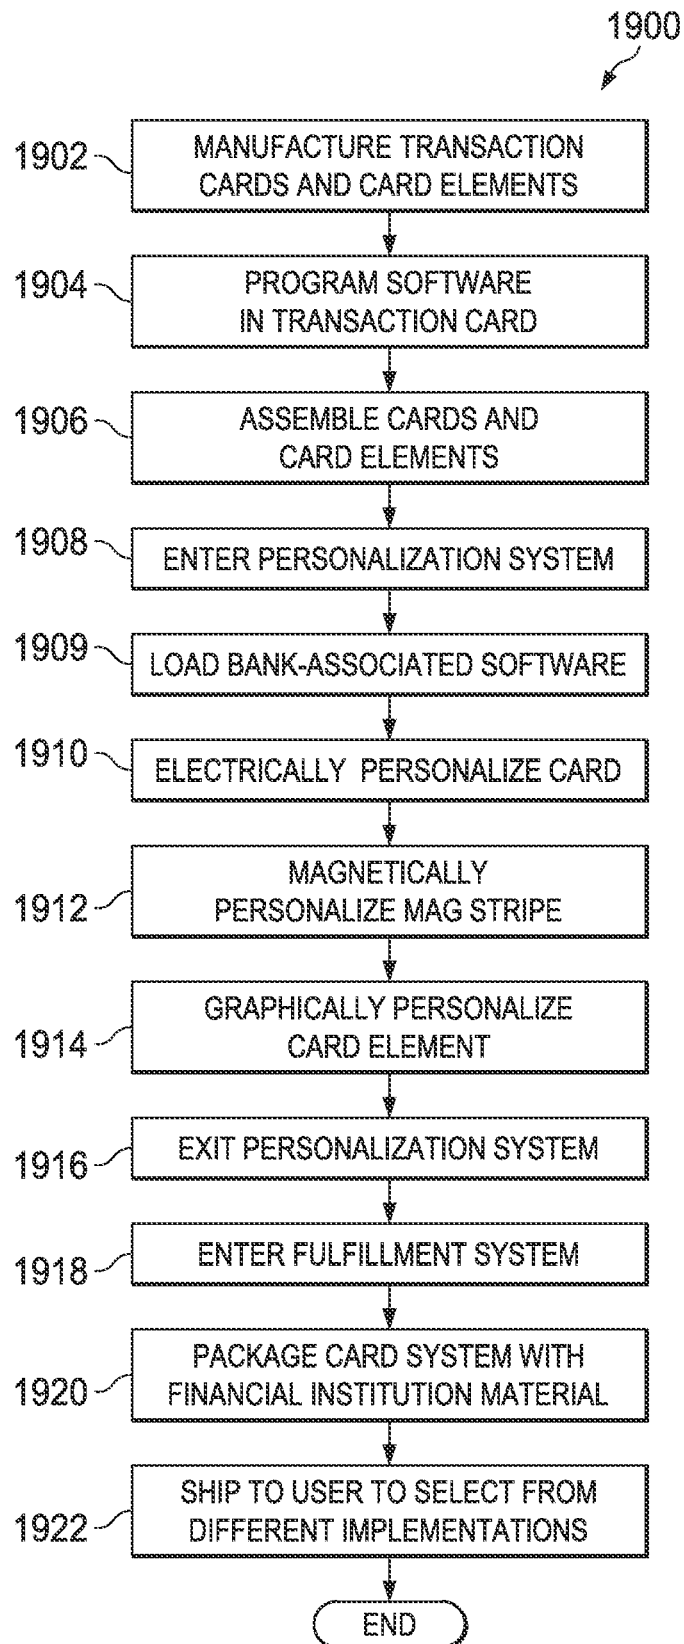 1900
1902
MANUFACTURE TRANSACTION
CARDS AND CARD ELEMENTS
1904
PROGRAM SOFTWARE
IN TRANSACTION CARD
1906
ASSEMBLE CARDS AND
CARD ELEMENTS
1908
ENTER PERSONALIZATION SYSTEM
1909
LOAD BANK-ASSOCIATED SOFTWARE
1910
ELECTRICALLY PERSONALIZE CARD
1912
MAGNETICALLY
PERSONALIZE MAG STRIPE
1914
GRAPHICALLY PERSONALIZE
CARD ELEMENT
1916
EXIT PERSONALIZATION SYSTEM
1918
ENTER FULFILLMENT SYSTEM
1920
PACKAGE CARD SYSTEM WITH
FINANCIAL INSTITUTION MATERIAL
1922
SHIP TO USER TO SELECT FROM
DIFFERENT IMPLEMENTATIONS
END